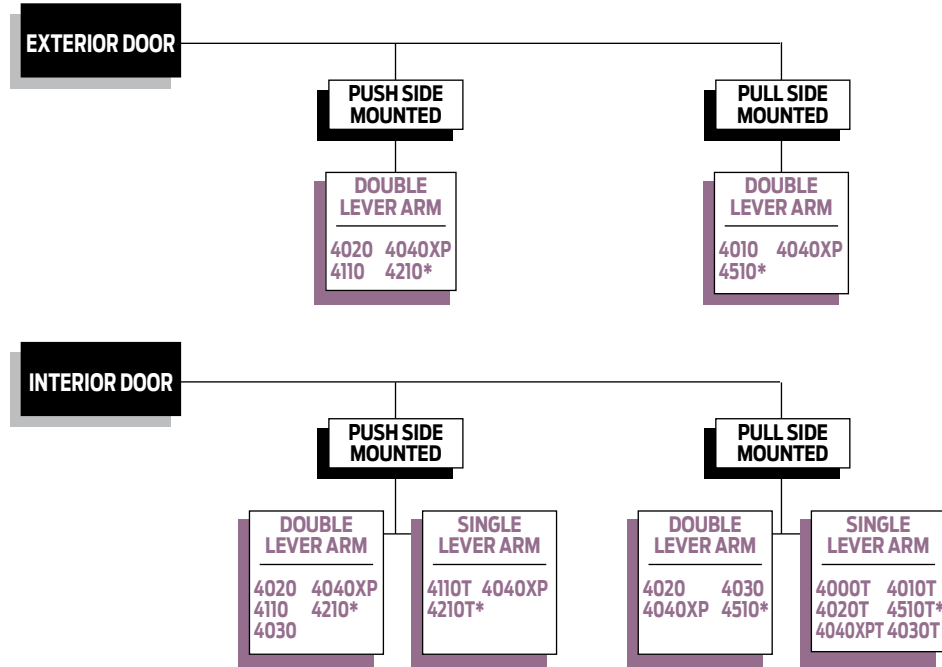 EXTERIOR DOOR
PUSH SIDE
MOUNTED
DOUBLE
LEVER ARM
4020 4040XP
4110 4210*
PULL SIDE
MOUNTED
DOUBLE
LEVER ARM
4010 4040XP
4510*
INTERIOR DOOR
PUSH SIDE
MOUNTED
DOUBLE
LEVER ARM
4020 4040XP
4110 4210*
4030
SINGLE
LEVER ARM
4110T 4040XP
4210T*
PULL SIDE
MOUNTED
DOUBLE
LEVER ARM
4020 4030
4040XP 4510*
SINGLE
LEVER ARM
4000T 4010T
4020T 4510T*
4040XPT 4030T